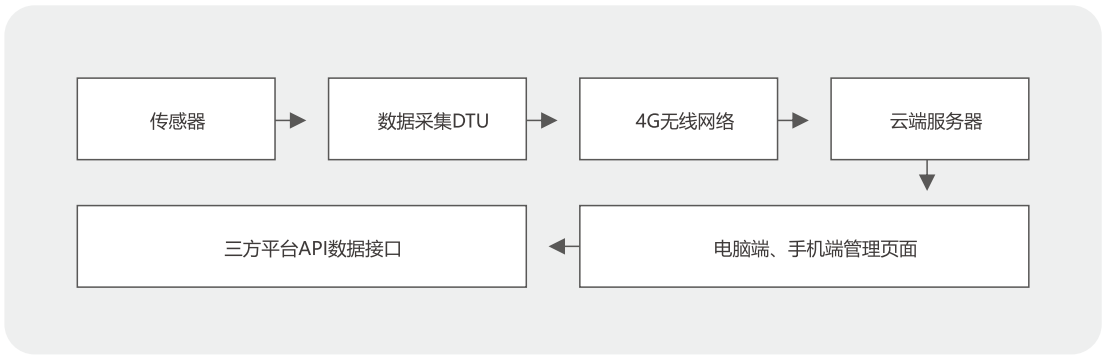 传感器
数据采集DTU
4G无线网络
云端服务器
三方平台API数据接口
电脑端、手机端管理页面